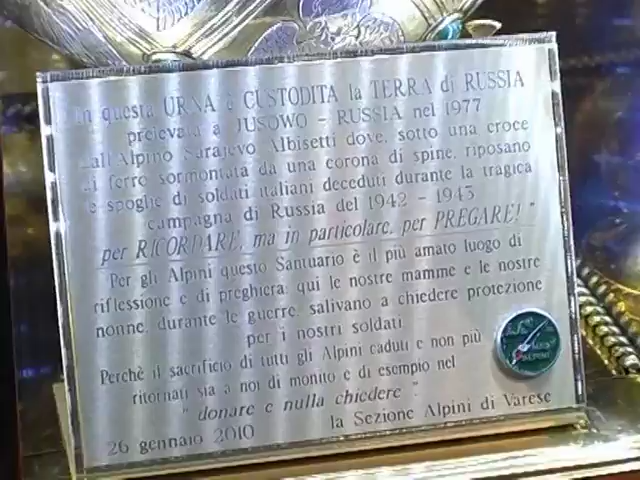 In questa URNA è CUSTODITA la TERRA di RUSSIA
prelevata a JUSOWO - RUSSIA nel 1977
dall'Alpino Sarajevo Albisetti dove, sotto una croce
di ferro sormontata da una corona di spine, riposano
le spoglie di soldati italiani deceduti durante la tragica
campagna di Russia del 1942 - 1943
per RICORDARE, ma in particolare, per PREGARE! "
Per gli Alpini questo Santuario è il più amato luogo di
riflessione e di preghiera: qui le nostre mamme e le nostre
nonne, durante le guerre, salivano a chiedere protezione
per i nostri soldati.
Perchè il sacrificio di tutti gli Alpini caduti e non più
ritornati sia a noi di monito e di esempio nel
" donare e nulla chiedere "
26 gennaio 2010 la Sezione Alpini di Varese